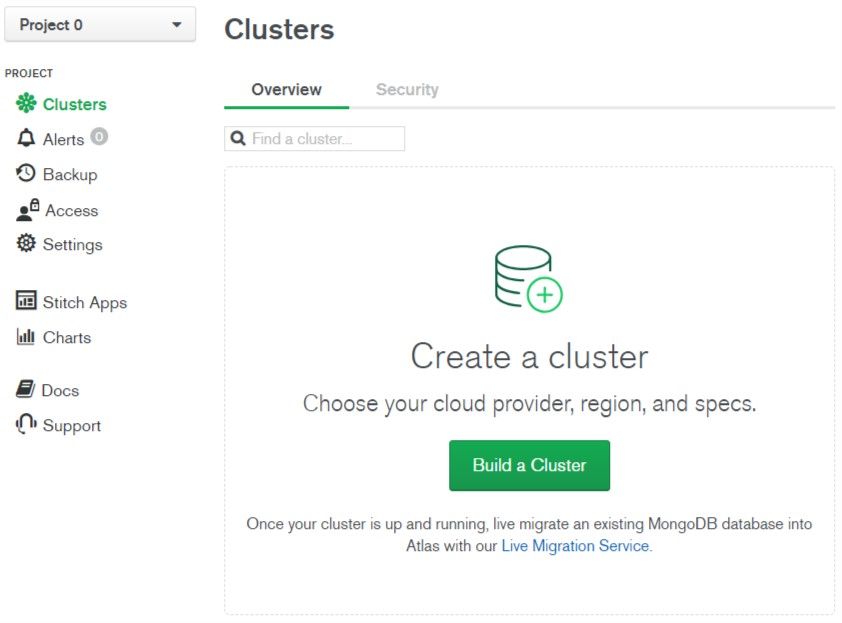 Project 0
PROJECT
Clusters
Alerts 0
Backup
Access
Settings
Stitch Apps
Charts
Docs
Support
Clusters
Overview Security
Find a cluster...
Create a cluster
Choose your cloud provider, region, and specs.
Build a Cluster
Once your cluster is up and running, live migrate an existing MongoDB database into
Atlas with our Live Migration Service.